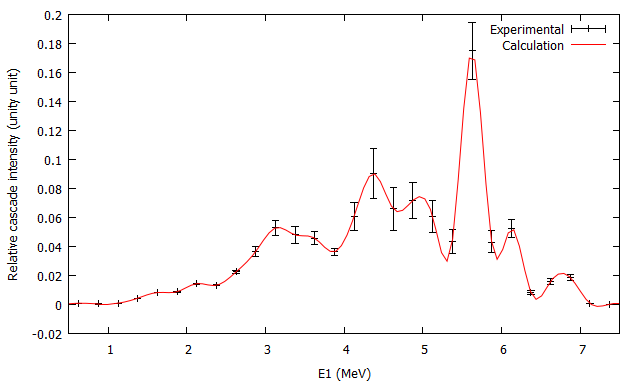 Relative cascade intensity (unity unit)
0.2
0.18
0.16
0.14
0.12
0.1
0.08
0.06
0.04
0.02
0
-0.02
Experimental
Calculation
1 2 3 4 5 6 7
E1 (MeV)